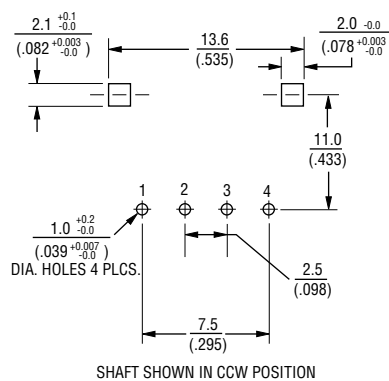 2.1 +0.1 -0.0
(.082 +0.003 -0.0)
13.6
(.535)
2.0 -0.0
(.078 +0.003 -0.0)
11.0
(.433)
1 2 3 4
1.0 +0.2 -0.0
(.039 +0.007 -0.0)
DIA. HOLES 4 PLCS.
2.5
(.098)
7.5
(.295)
SHAFT SHOWN IN CCW POSITION